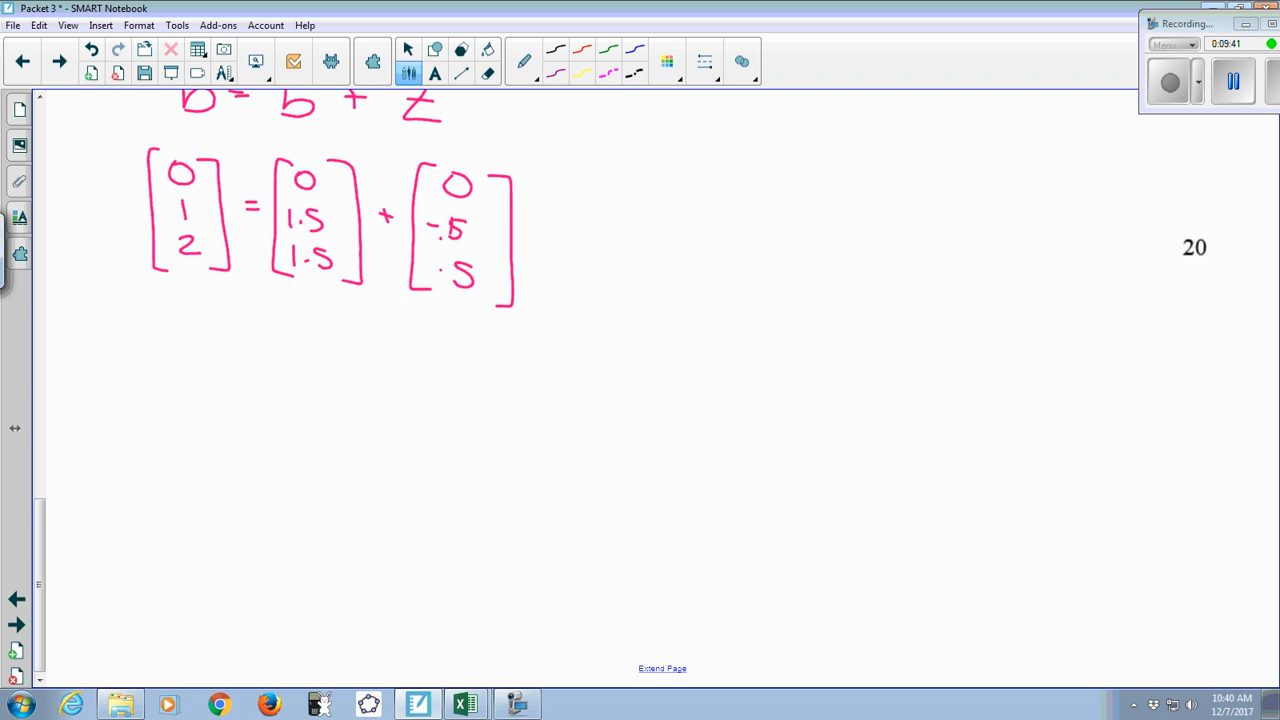 Packet 3 * - SMART Notebook
File Edit View Insert Format Tools Add-ons Account Help
Recording...
Menu
00:09:41
b = b + z
[0 = [0 + [0
1 1.5 -.5
2] 1.5] .5]
20
Extend Page
10:40 AM
12/7/2017